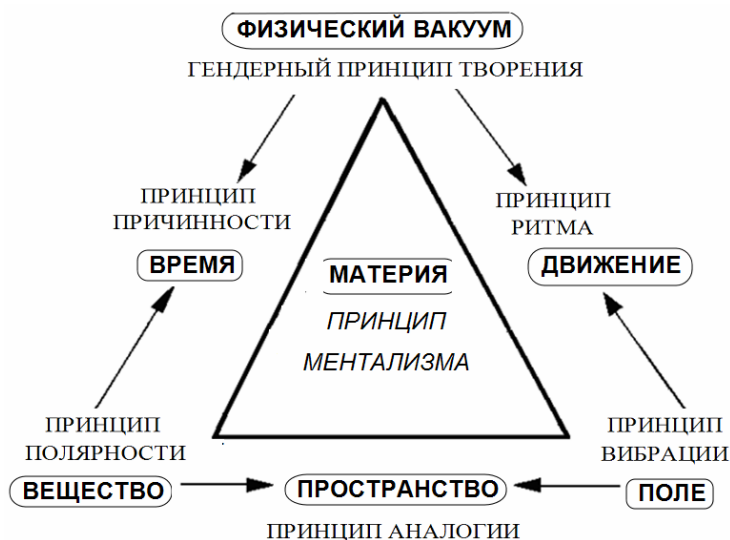 ФИЗИЧЕСКИЙ ВАКУУМ
ГЕНДЕРНЫЙ ПРИНЦИП ТВОРЕНИЯ
ПРИНЦИП
ПРИЧИННОСТИ
ВРЕМЯ
ПРИНЦИП
РИТМА
ДВИЖЕНИЕ
МАТЕРИЯ
ПРИНЦИП
МЕНТАЛИЗМА
ПРИНЦИП
ПОЛЯРНОСТИ
ВЕЩЕСТВО
ПРОСТРАНСТВО
ПРИНЦИП АНАЛОГИИ
ПРИНЦИП
ВИБРАЦИИ
ПОЛЕ